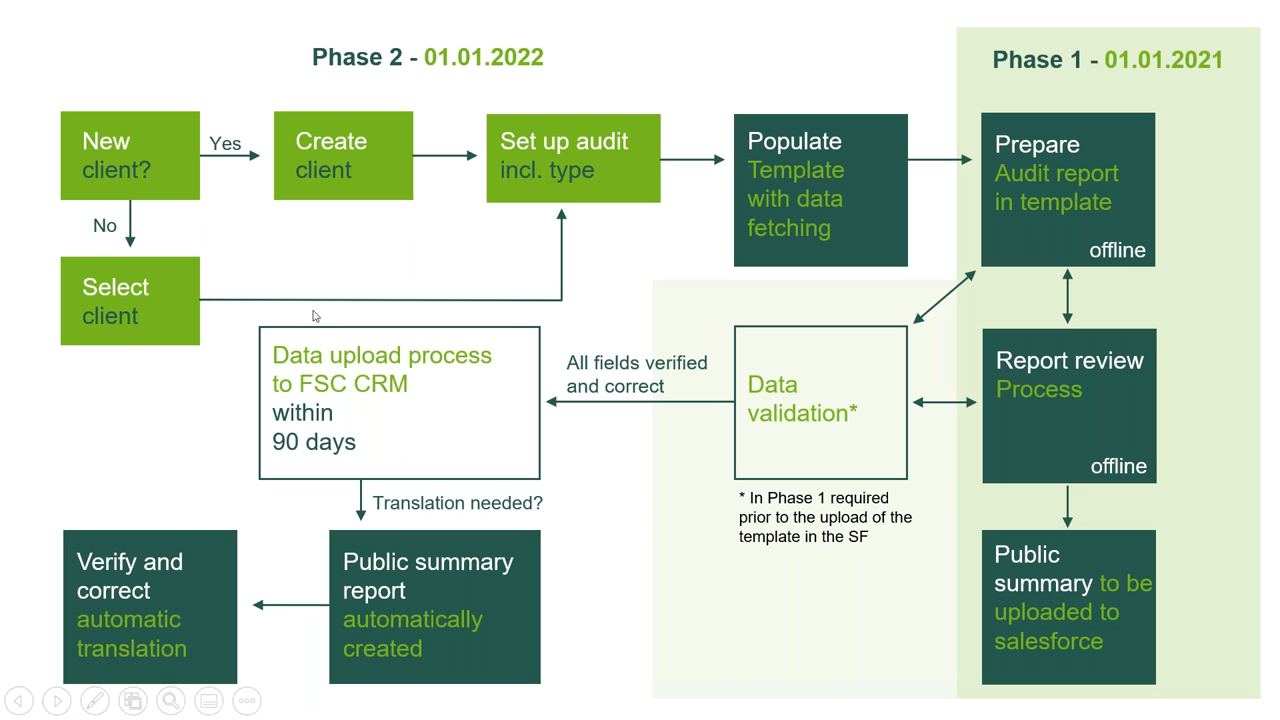 Phase 2 - 01.01.2022
Phase 1 - 01.01.2021
New
client?
Yes
No
Create
client
Set up audit
incl. type
Populate
Template
with data
fetching
Prepare
Audit report
in template
offline
Select
client
Data upload process
to FSC CRM
within
90 days
All fields verified
and correct
Data
validation*
Report review
Process
offline
* In Phase 1 required
prior to the upload of the
template in the SF
Translation needed?
Verify and
correct
automatic
translation
Public summary
report
automatically
created
Public
summary to be
uploaded to
salesforce